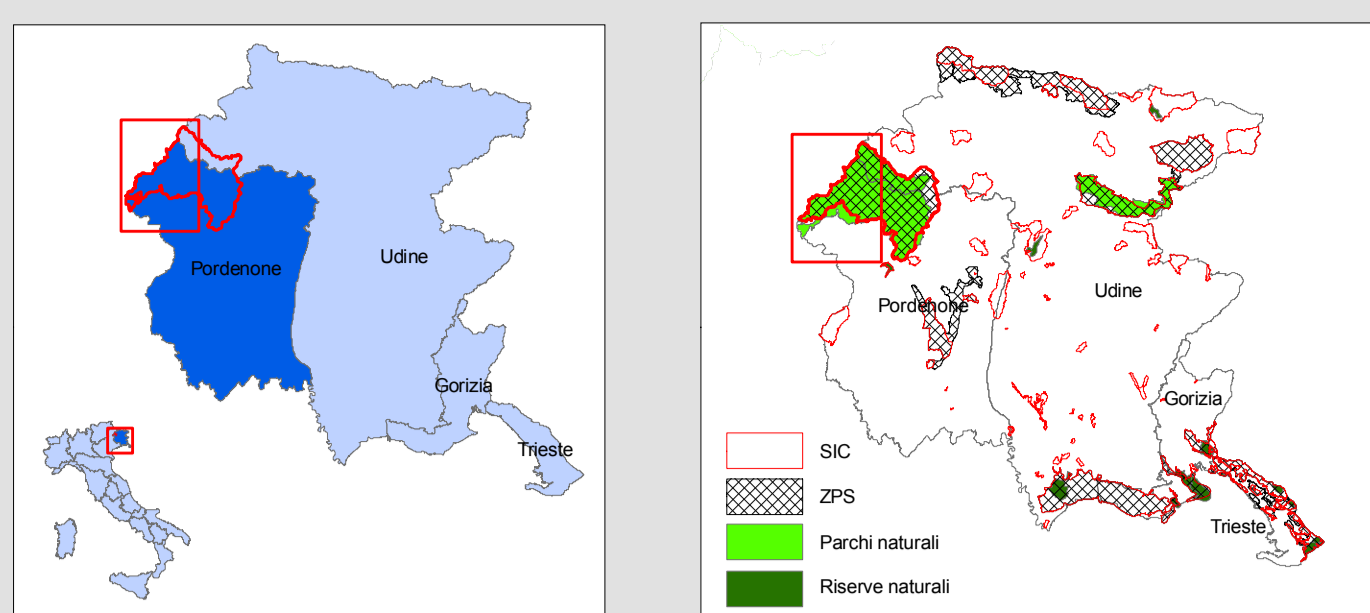 Pordenone
Udine
Gorizia
Trieste
Pordenone
Udine
Gorizia
Trieste
SIC
ZPS
Parchi naturali
Riserve naturali